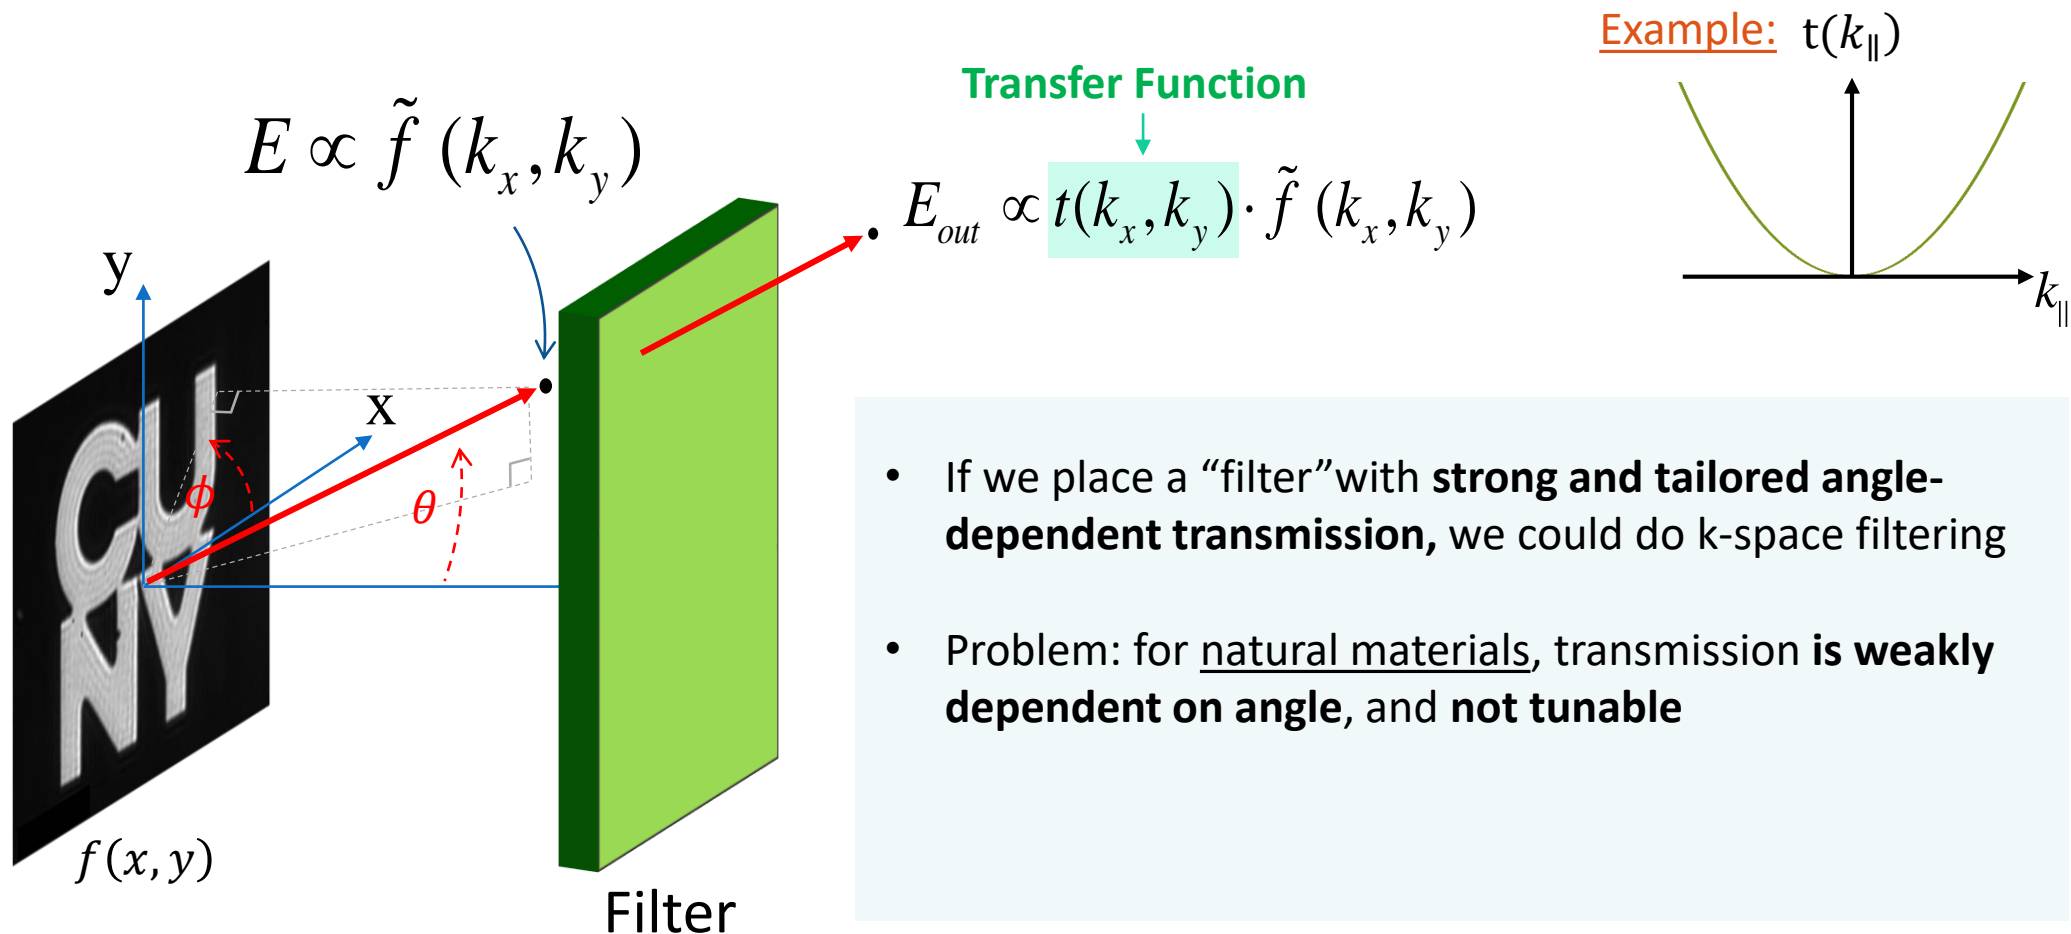 Example: t(k∥)
Transfer Function
E ∝ f̃ (kx, ky)
Eout ∝ t(kx, ky) · f̃ (kx, ky)
k∥
y
x
ϕ
θ
CU
NY
f(x, y)
Filter
• If we place a “filter”with strong and tailored angle-
dependent transmission, we could do k-space filtering
• Problem: for natural materials, transmission is weakly
dependent on angle, and not tunable